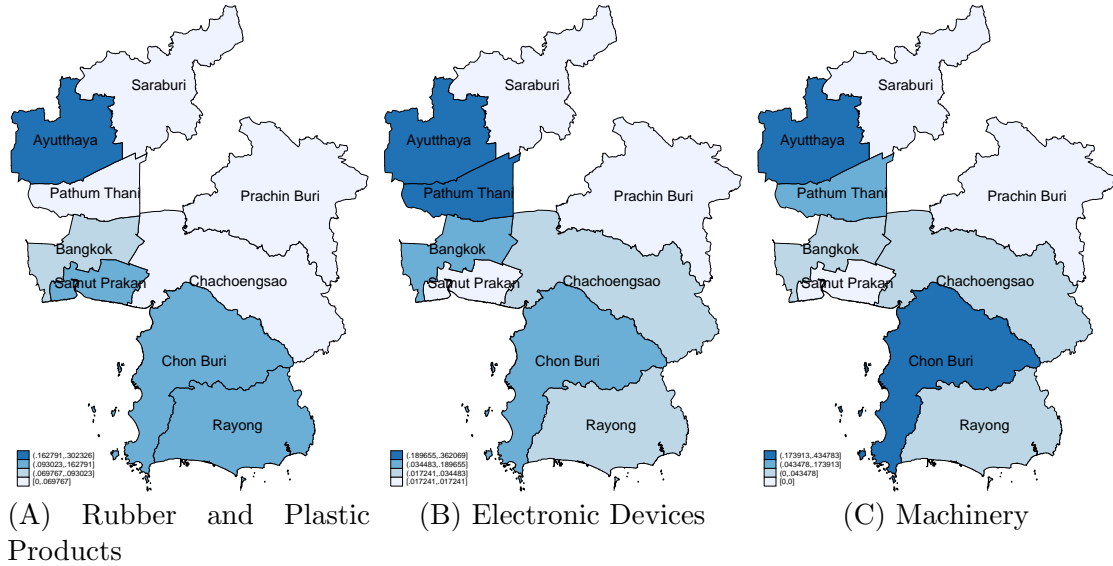 Saraburi
Ayutthaya
Pathum Thani
Prachin Buri
Bangkok
Samut Prakan
Chachoengsao
Chon Buri
Rayong
(.162791,.302326]
(.093023,.162791]
(.069767,.093023]
[0,.069767]
(A) Rubber and Plastic
Products
Saraburi
Ayutthaya
Pathum Thani
Prachin Buri
Bangkok
Samut Prakan
Chachoengsao
Chon Buri
Rayong
(.189655,.362069]
(.034483,.189655]
(.017241,.034483]
[.017241,.017241]
(B) Electronic Devices
Saraburi
Ayutthaya
Pathum Thani
Prachin Buri
Bangkok
Samut Prakan
Chachoengsao
Chon Buri
Rayong
(.173913,.434783]
(.043478,.173913]
(0,.043478]
[0,0]
(C) Machinery